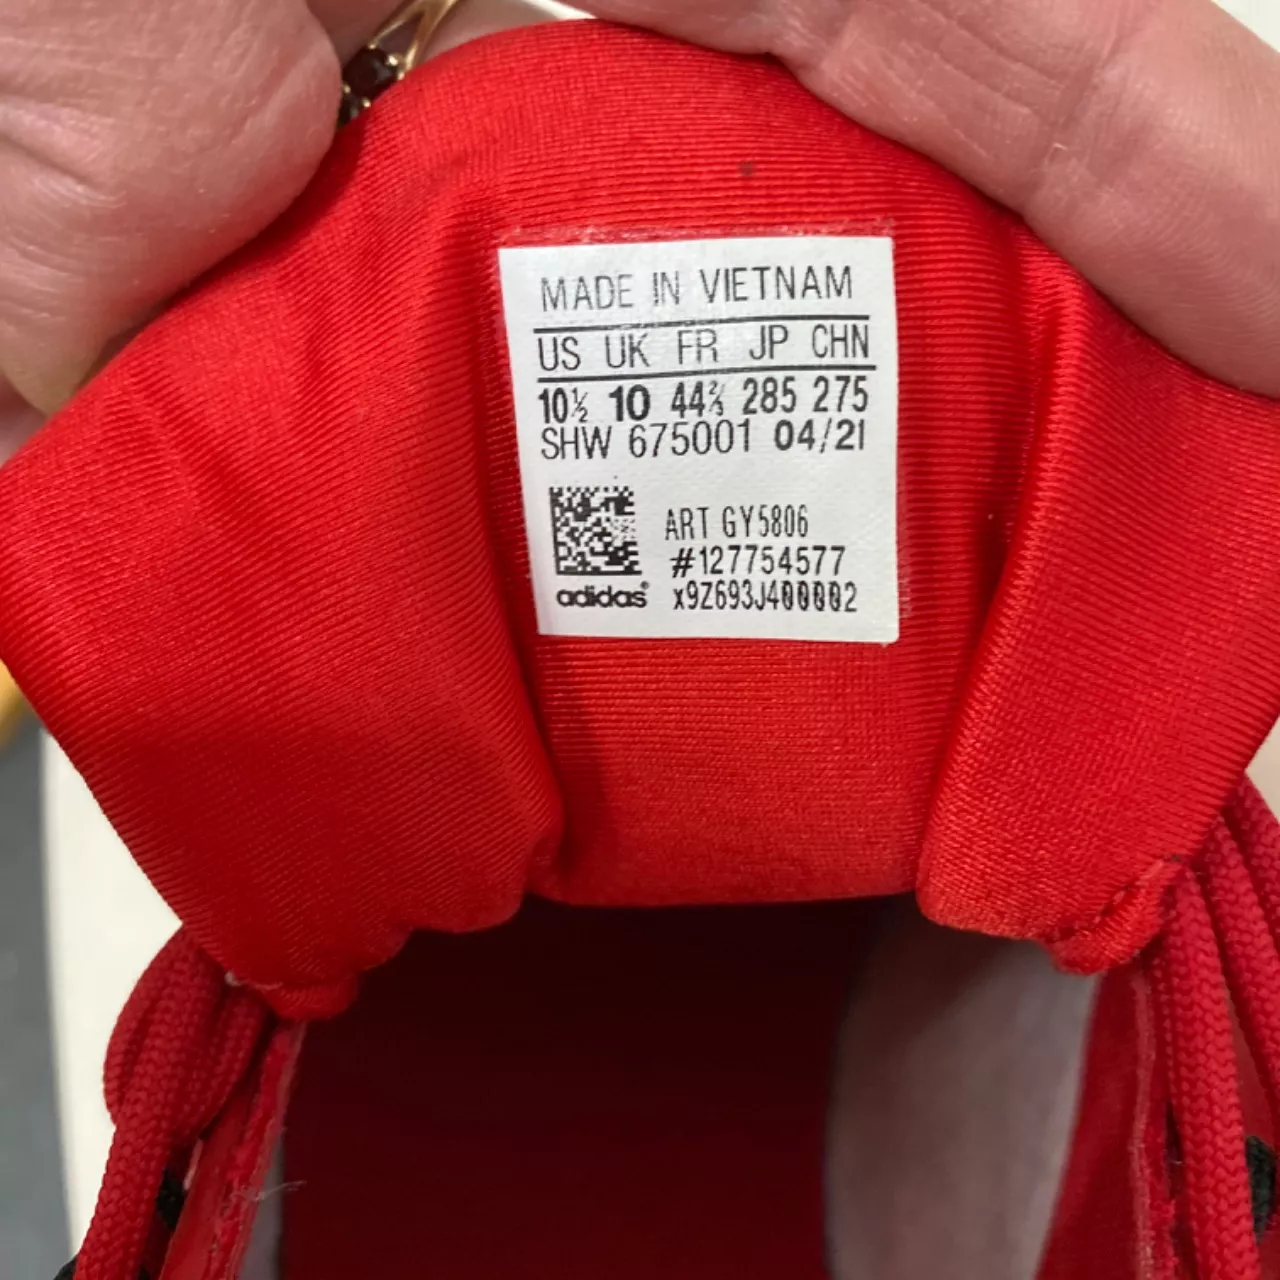 MADE IN VIETNAM
US UK FR JP CHN
10½ 10 44⅔ 285 275
SHW 675001 04/21
ART GY5806
#127754577
adidas® x9Z693J400002